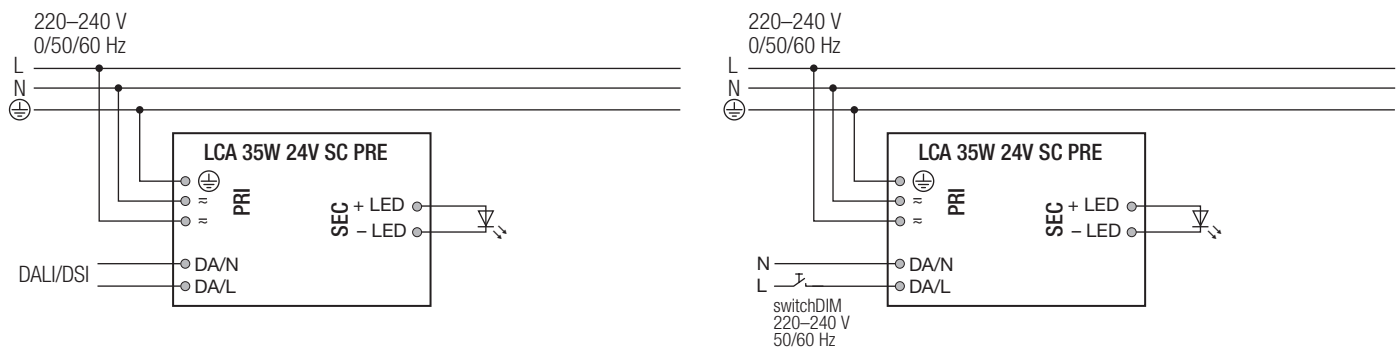 220–240 V
0/50/60 Hz
L
N
LCA 35W 24V SC PRE
PRI
≈
≈
SEC
+ LED
– LED
DALI/DSI
DA/N
DA/L
220–240 V
0/50/60 Hz
L
N
LCA 35W 24V SC PRE
PRI
≈
≈
SEC
+ LED
– LED
N
DA/N
L
DA/L
switchDIM
220–240 V
50/60 Hz